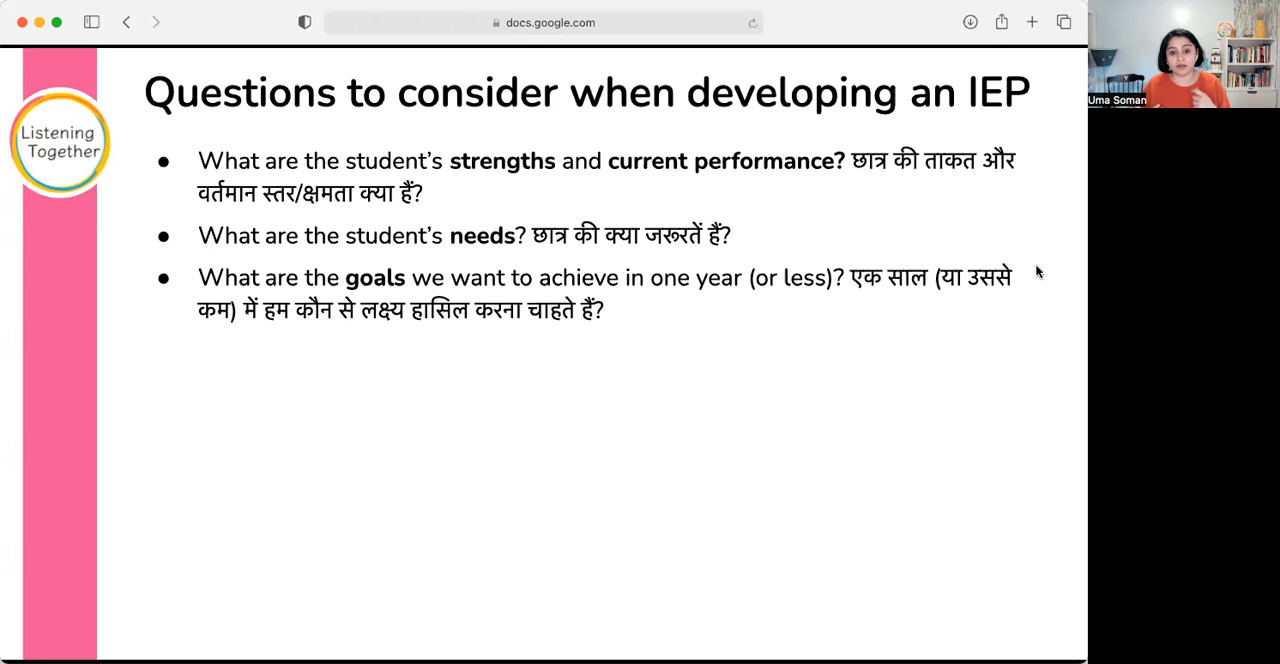 docs.google.com
Questions to consider when developing an IEP
Listening
Together
● What are the student's strengths and current performance? छात्र की ताकत और
वर्तमान स्तर/क्षमता क्या हैं?
● What are the student's needs? छात्र की क्या जरूरतें हैं?
● What are the goals we want to achieve in one year (or less)? एक साल (या उससे
कम) में हम कौन से लक्ष्य हासिल करना चाहते हैं?
Uma Soman